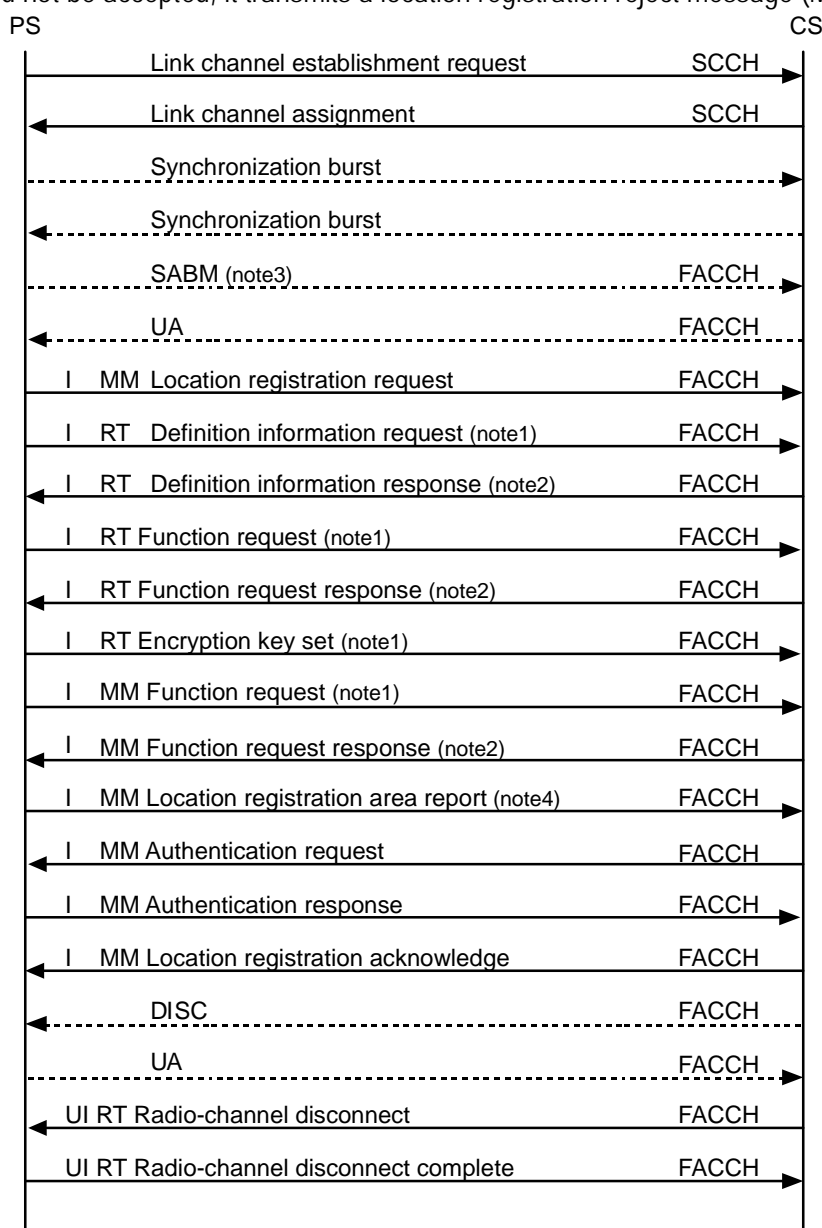 d not be accepted, it transmits a location registration reject message (
PS CS
Link channel establishment request SCCH
Link channel assignment SCCH
Synchronization burst
Synchronization burst
SABM (note3) FACCH
UA FACCH
I MM Location registration request FACCH
I RT Definition information request (note1) FACCH
I RT Definition information response (note2) FACCH
I RT Function request (note1) FACCH
I RT Function request response (note2) FACCH
I RT Encryption key set (note1) FACCH
I MM Function request (note1) FACCH
I MM Function request response (note2) FACCH
I MM Location registration area report (note4) FACCH
I MM Authentication request FACCH
I MM Authentication response FACCH
I MM Location registration acknowledge FACCH
DISC FACCH
UA FACCH
UI RT Radio-channel disconnect FACCH
UI RT Radio-channel disconnect complete FACCH